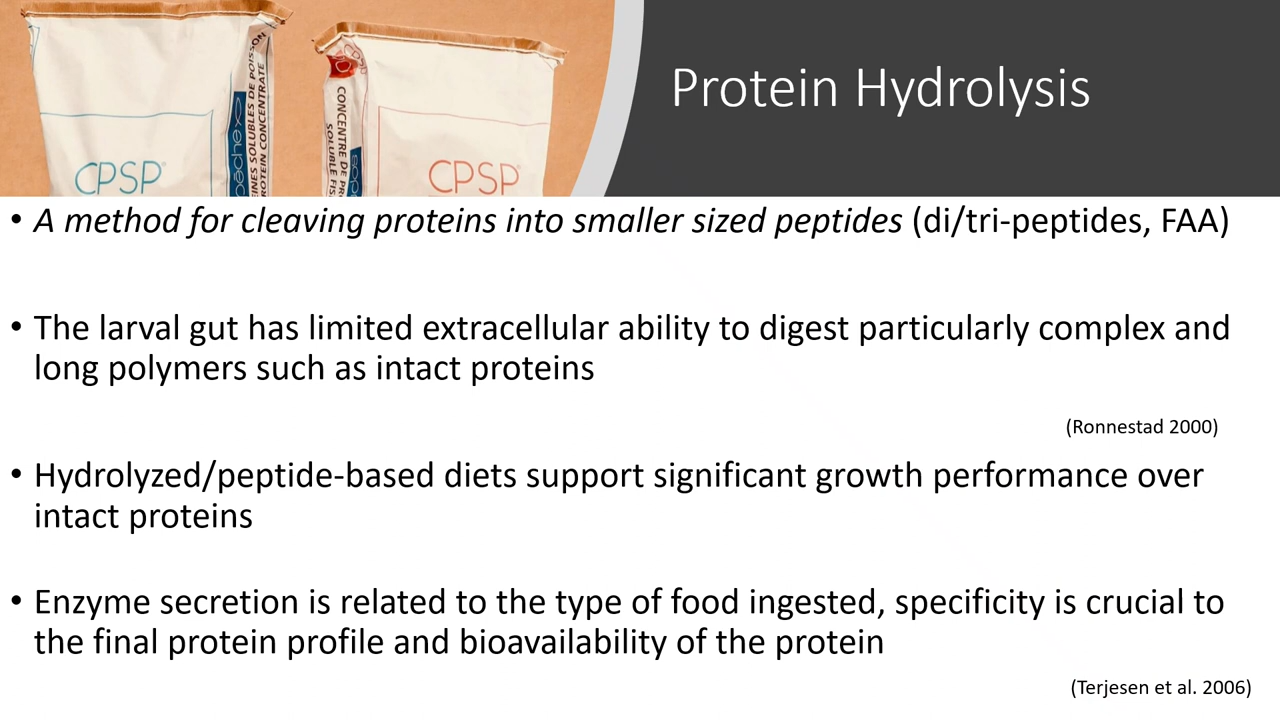 Protein Hydrolysis
CPSP
CPSP
PROTEIN CONCENTRATE
CONCENTRE DE
SOLUBLE
• A method for cleaving proteins into smaller sized peptides (di/tri-peptides, FAA)
• The larval gut has limited extracellular ability to digest particularly complex and
long polymers such as intact proteins
(Ronnestad 2000)
• Hydrolyzed/peptide-based diets support significant growth performance over
intact proteins
• Enzyme secretion is related to the type of food ingested, specificity is crucial to
the final protein profile and bioavailability of the protein
(Terjesen et al. 2006)